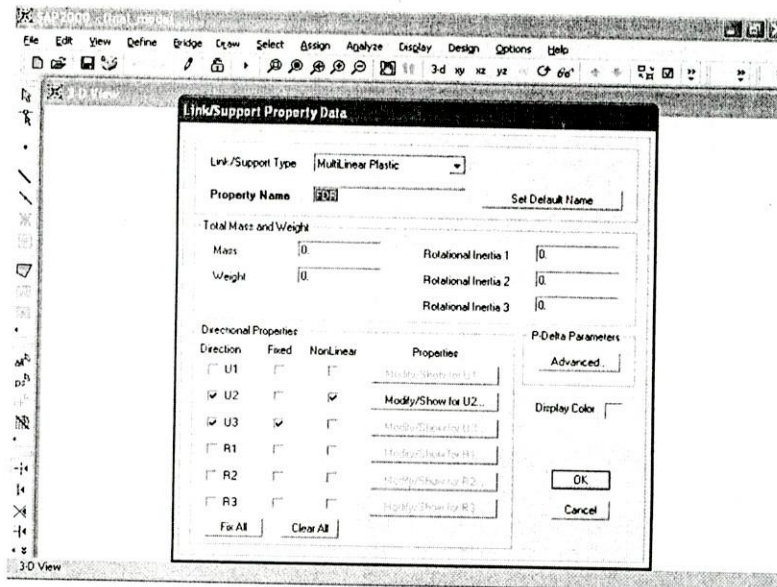 SAP2000 - final_model
File Edit View Define Bridge Draw Select Assign Analyze Display Design Options Help
3-d xy xz yz
3-D View
Link/Support Property Data
Link/Support Type MultiLinear Plastic
Property Name FDR Set Default Name
Total Mass and Weight
Mass 0. Rotational Inertia 1 0.
Weight 0. Rotational Inertia 2 0.
Rotational Inertia 3 0.
Directional Properties P-Delta Parameters
Direction Fixed NonLinear Properties Advanced..
U1 Modify/Show for U1...
U2 Modify/Show for U2...
U3 Modify/Show for U3...
Display Color
R1 Modify/Show for R1...
R2 Modify/Show for R2...
R3 Modify/Show for R3...
Fix All Clear All
OK
Cancel
3-D View